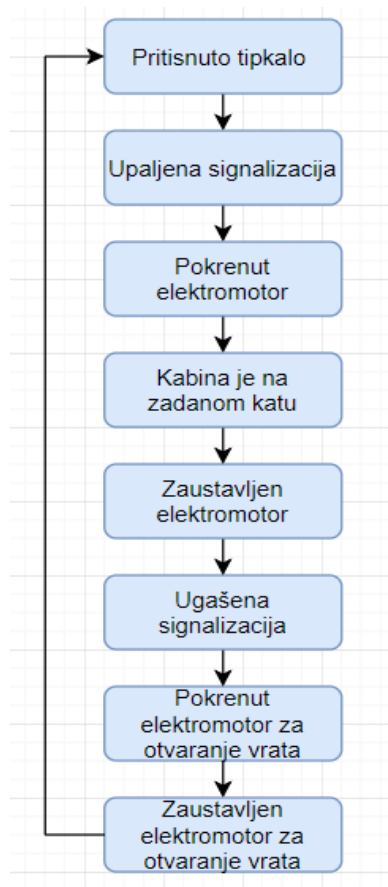 Pritisnuto tipkalo
Upaljena signalizacija
Pokrenut
elektromotor
Kabina je na
zadanom katu
Zaustavljen
elektromotor
Ugašena
signalizacija
Pokrenut
elektromotor za
otvaranje vrata
Zaustavljen
elektromotor za
otvaranje vrata